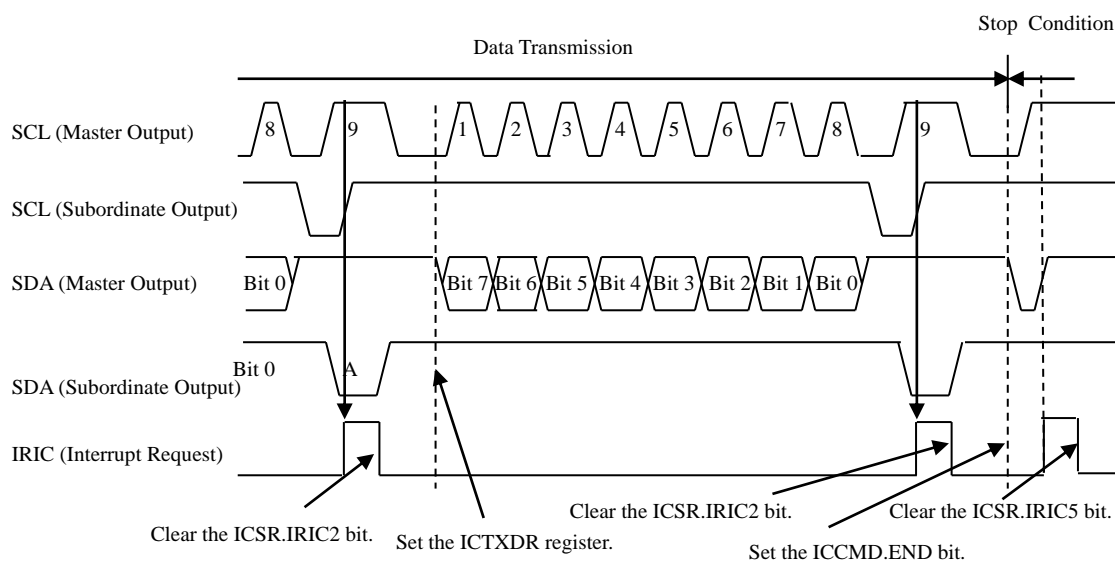 Stop Condition
Data Transmission
SCL (Master Output)
8 9 1 2 3 4 5 6 7 8 9
SCL (Subordinate Output)
SDA (Master Output)
Bit 0 Bit 7 Bit 6 Bit 5 Bit 4 Bit 3 Bit 2 Bit 1 Bit 0
Bit 0 A
SDA (Subordinate Output)
IRIC (Interrupt Request)
Clear the ICSR.IRIC2 bit.
Set the ICTXDR register.
Clear the ICSR.IRIC2 bit.
Clear the ICSR.IRIC5 bit.
Set the ICCMD.END bit.